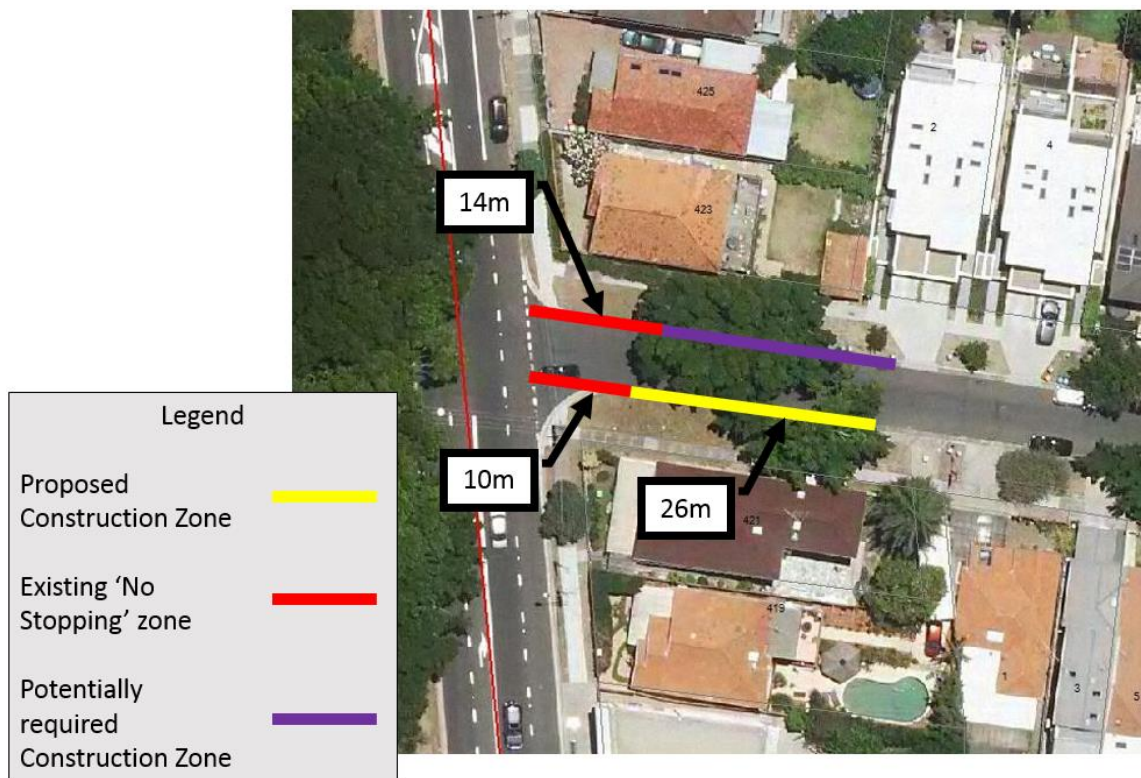 425
2
4
423
14m
10m
26m
421
419
1
3
5
Legend
Proposed
Construction Zone
Existing ‘No
Stopping’ zone
Potentially
required
Construction Zone